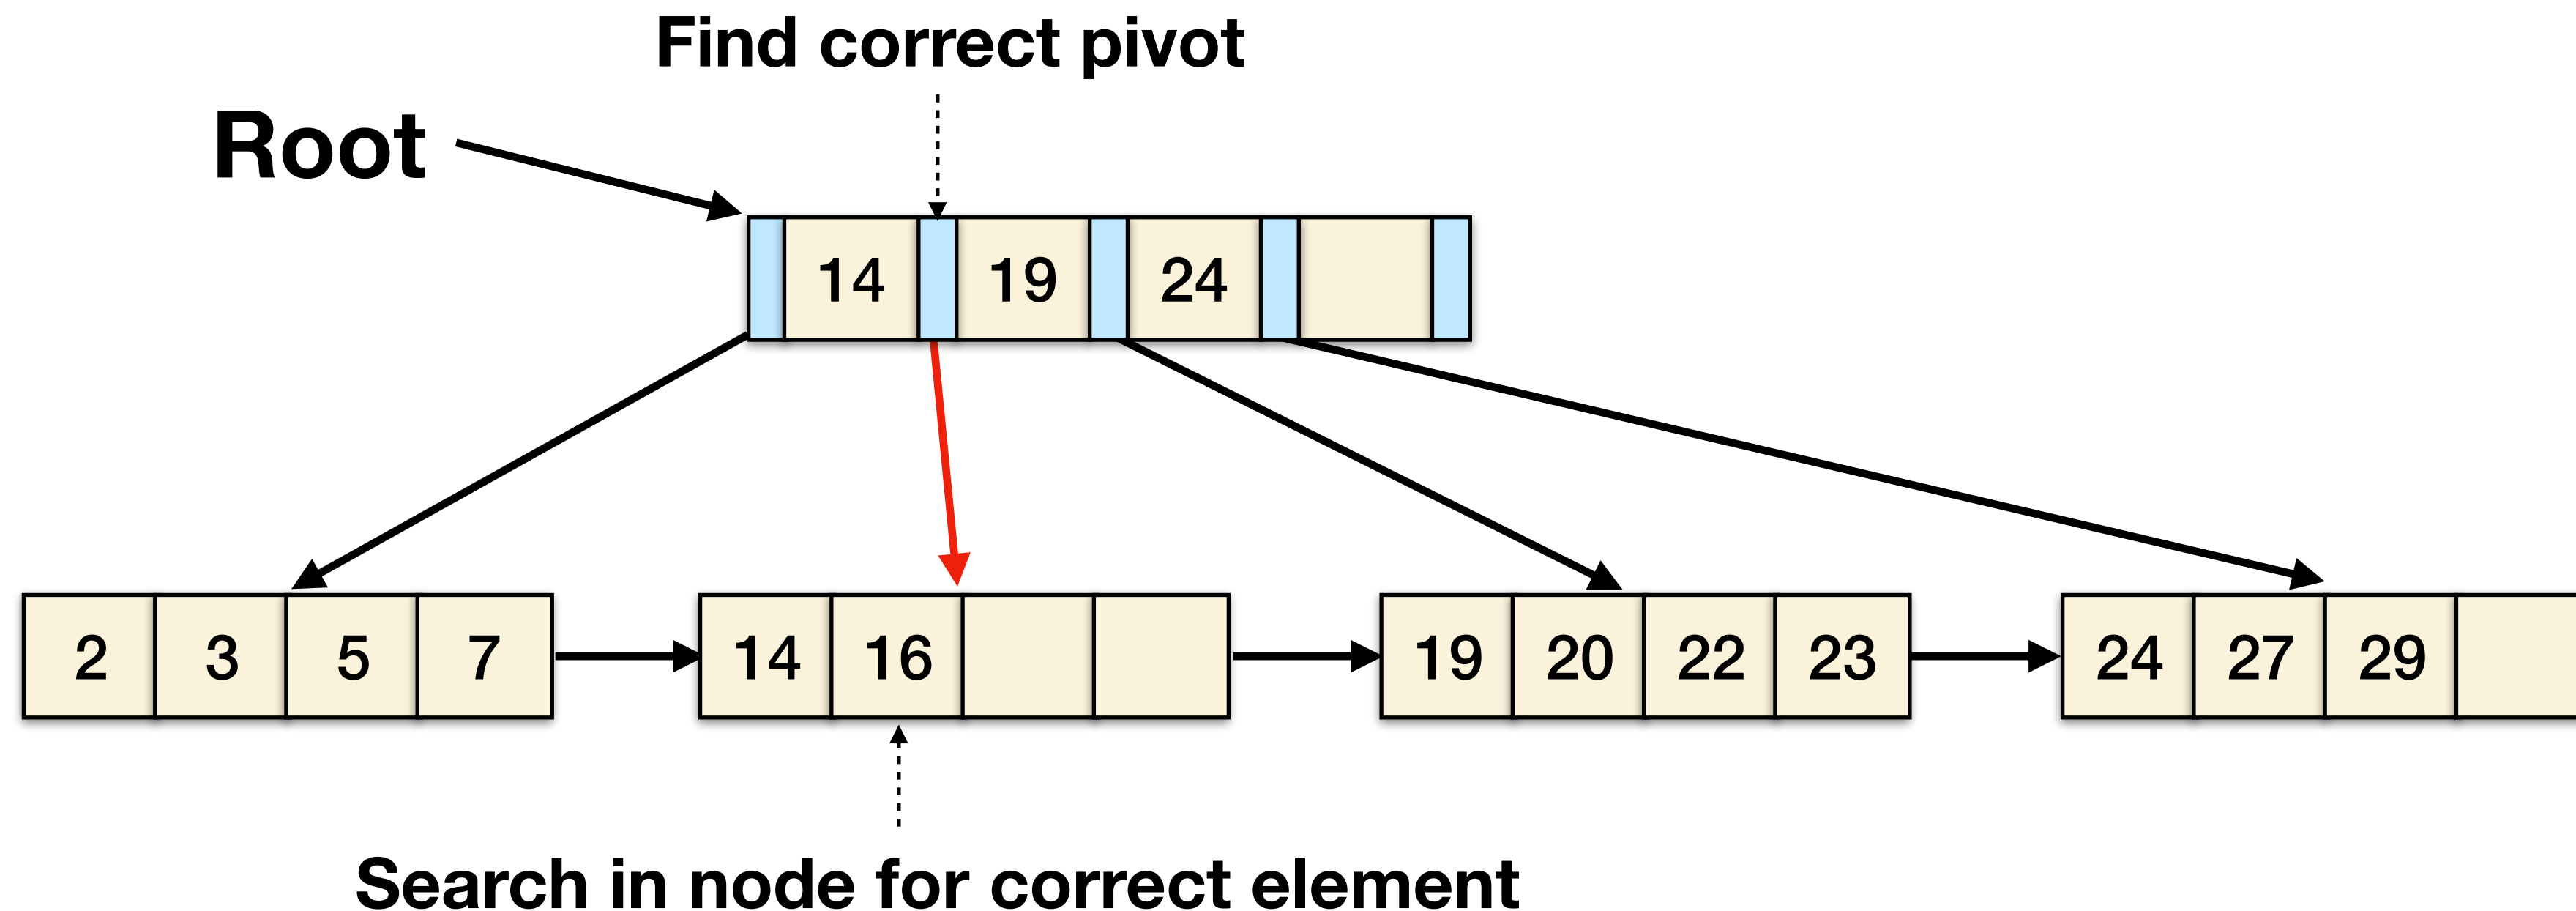 Find correct pivot
Root
14 19 24
2 3 5 7 14 16 19 20 22 23 24 27 29
Search in node for correct element